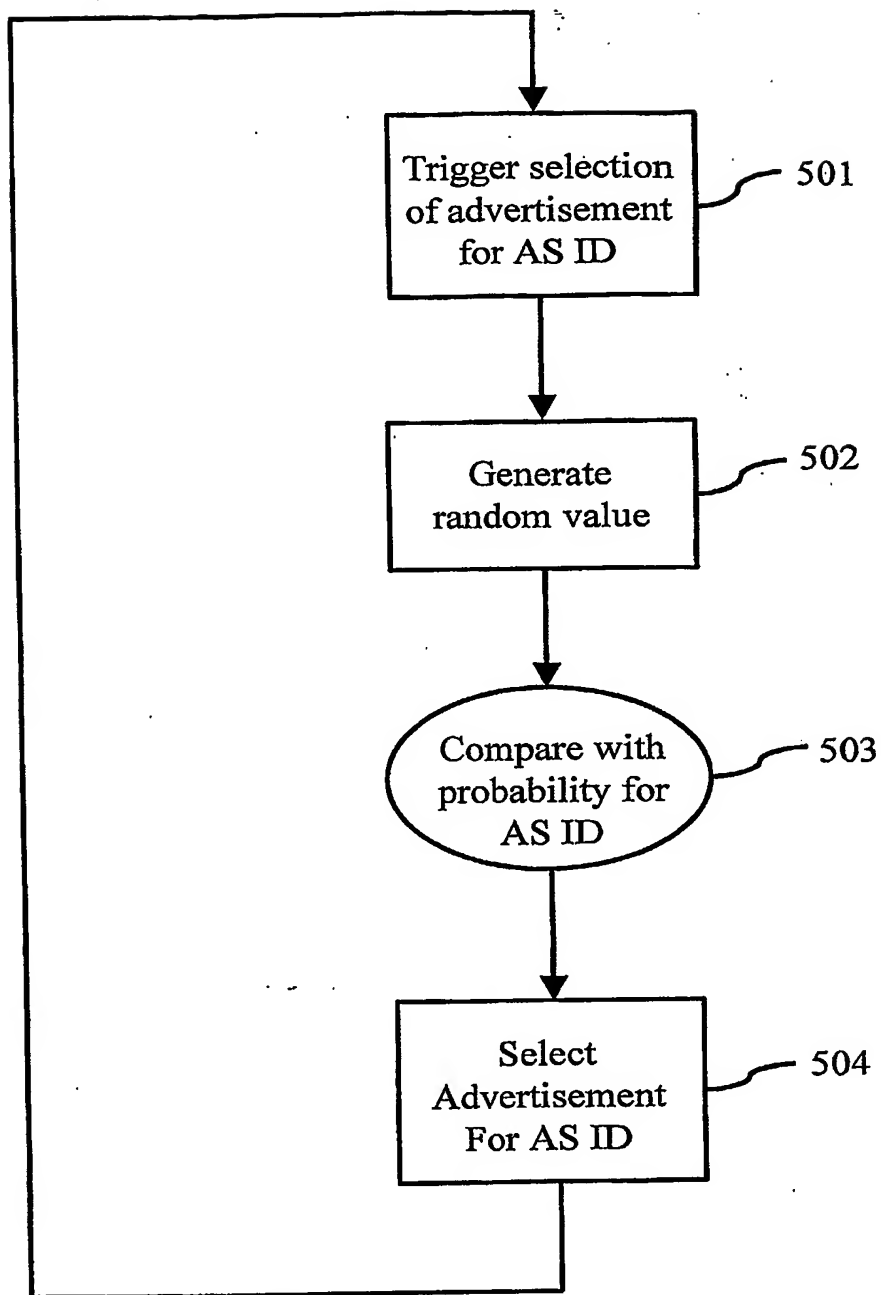 Trigger selection
of advertisement
for AS ID
501
Generate
random value
502
Compare with
probability for
AS ID
503
Select
Advertisement
For AS ID
504